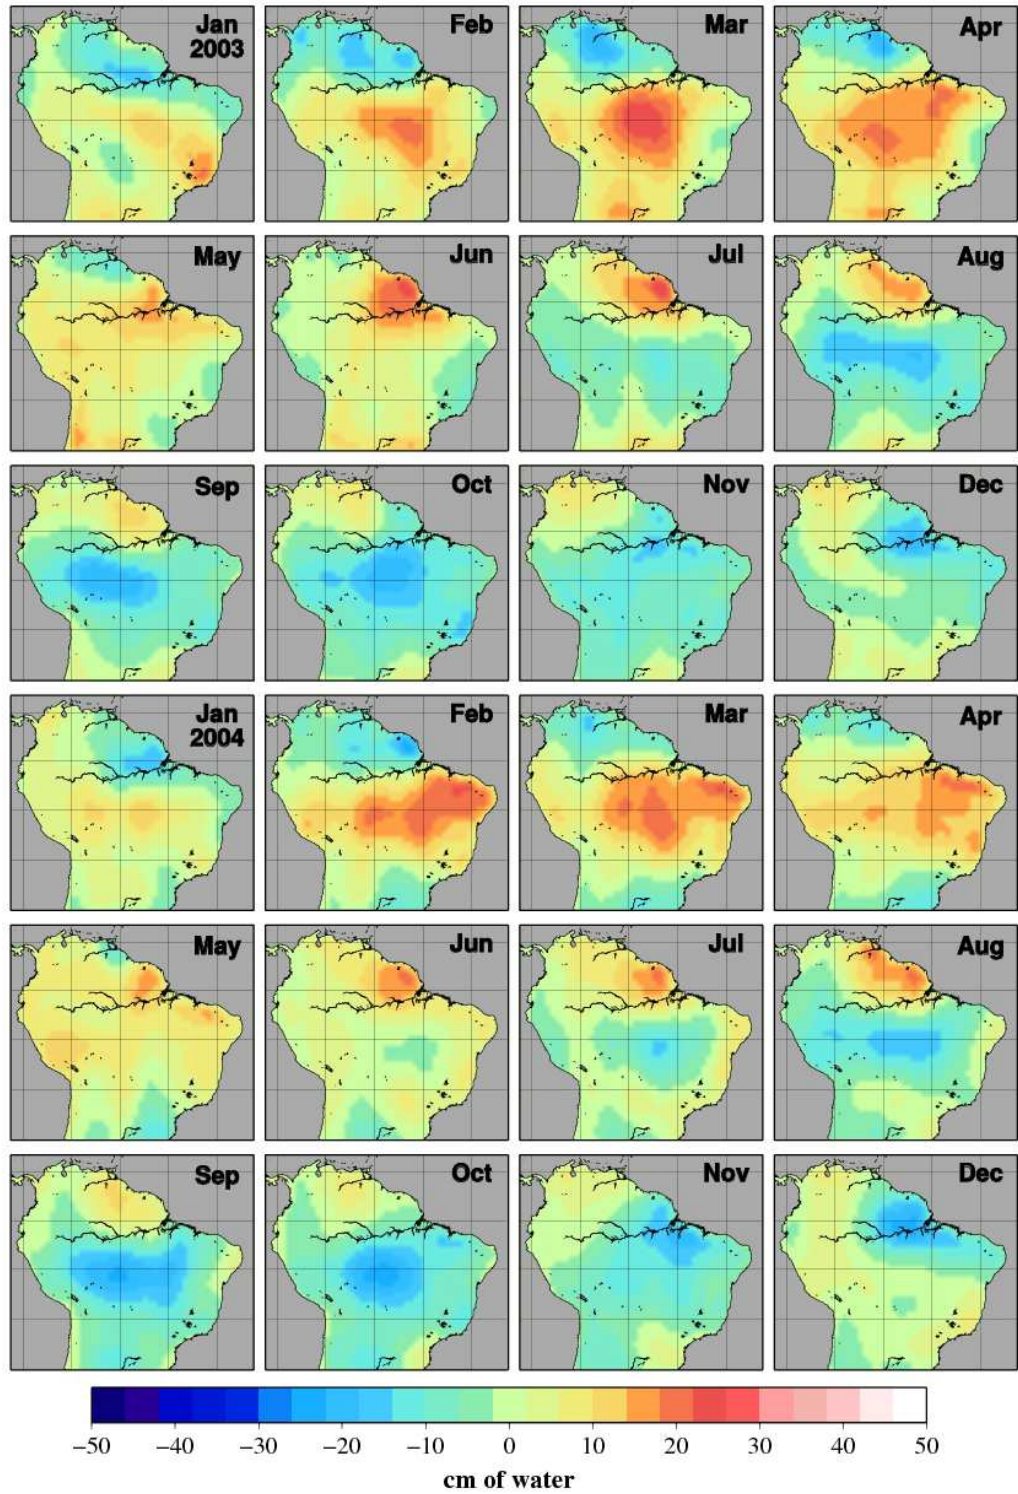 Jan 2003
Feb
Mar
Apr
May
Jun
Jul
Aug
Sep
Oct
Nov
Dec
Jan 2004
Feb
Mar
Apr
May
Jun
Jul
Aug
Sep
Oct
Nov
Dec
−50 −40 −30 −20 −10 0 10 20 30 40 50
cm of water